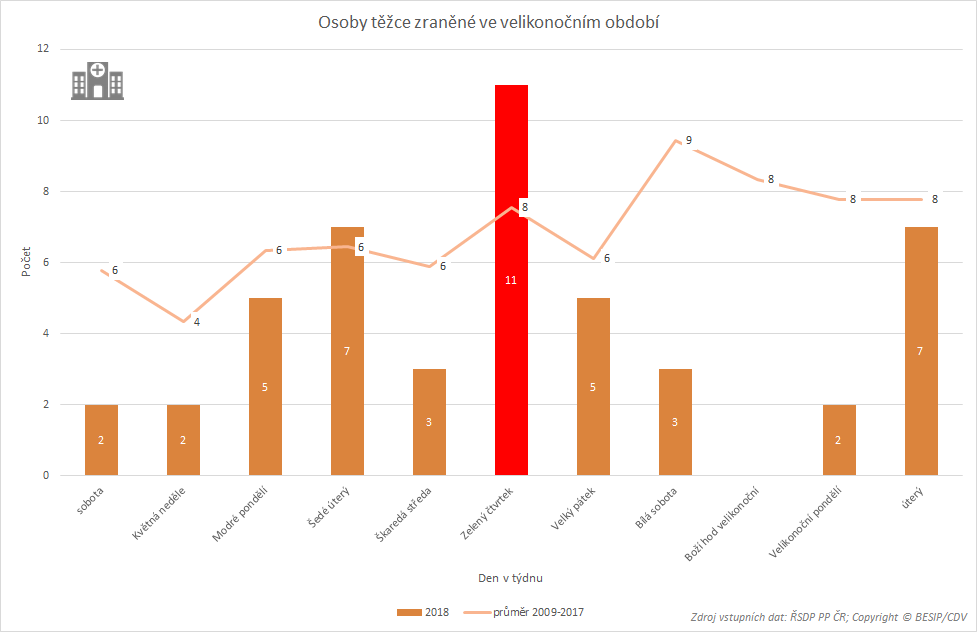 Osoby těžce zraněné ve velikonočním období
12
10
8
6
4
2
0
Počet
6
4
6
6
6
8
6
9
8
8
8
2
2
5
7
3
11
5
3
2
7
sobota
Květná neděle
Modré pondělí
Šedé úterý
Škaredá středa
Zelený čtvrtek
Velký pátek
Bílá sobota
Boží hod velikonoční
Velikonoční pondělí
úterý
Den v týdnu
2018
průměr 2009-2017
Zdroj vstupních dat: ŘSDP PP ČR; Copyright © BESIP/CDV